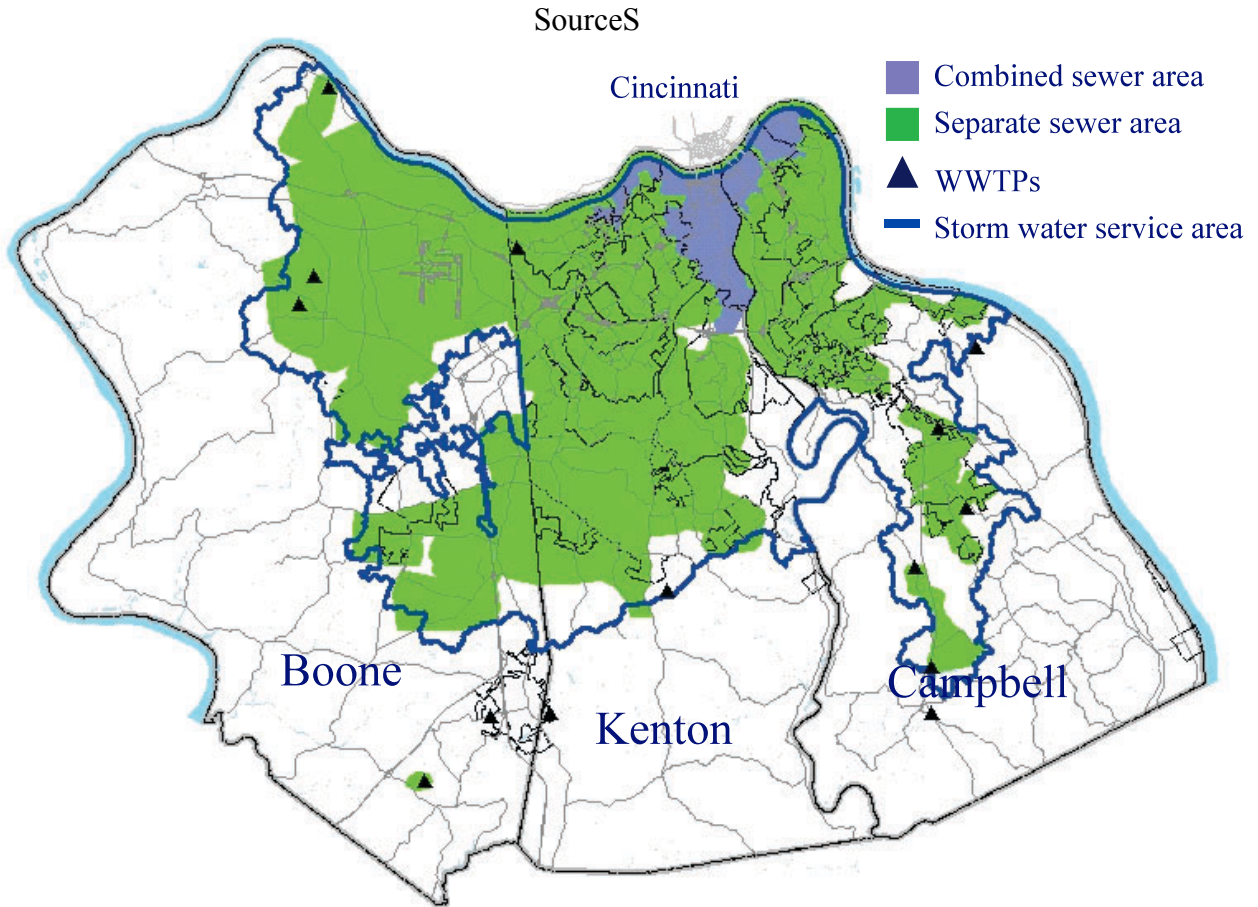 SourceS
Cincinnati
Combined sewer area
Separate sewer area
WWTPs
Storm water service area
Boone
Kenton
Campbell